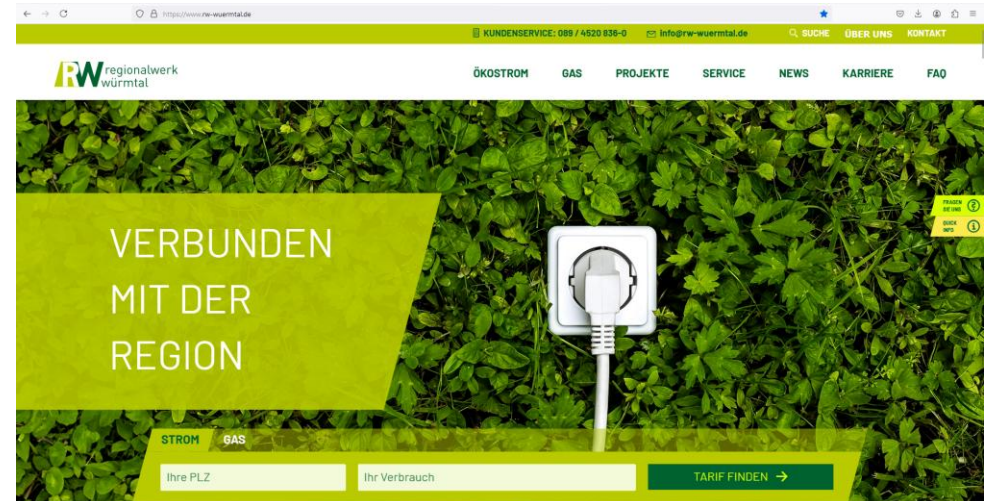 https://www.rw-wuermtal.de
KUNDENSERVICE: 089 / 4520 836-0
info@rw-wuermtal.de
SUCHE
ÜBER UNS
KONTAKT
RW regionalwerk
würmtal
ÖKOSTROM
GAS
PROJEKTE
SERVICE
NEWS
KARRIERE
FAQ
FRAGEN
SIE UNS
QUICK
INFO
VERBUNDEN
MIT DER
REGION
STROM
GAS
Ihre PLZ
Ihr Verbrauch
TARIF FINDEN →